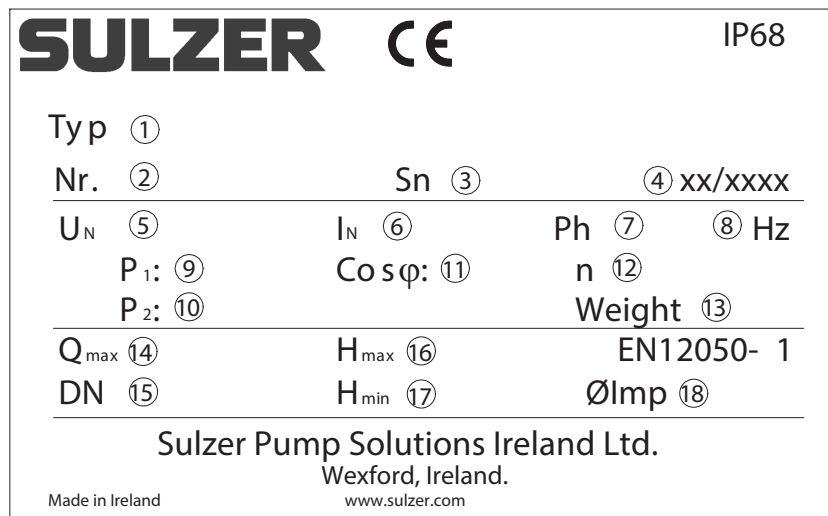 SULZER CE IP68
Typ ①
Nr. ② Sn ③ ④ xx/xxxx
UN ⑤ IN ⑥ Ph ⑦ ⑧ Hz
P1: ⑨ Cosφ: ⑪ n ⑫
P2: ⑩ Weight ⑬
Qmax ⑭ Hmax ⑯ EN12050- 1
DN ⑮ Hmin ⑰ ØImp ⑱
Sulzer Pump Solutions Ireland Ltd.
Wexford, Ireland.
Made in Ireland www.sulzer.com